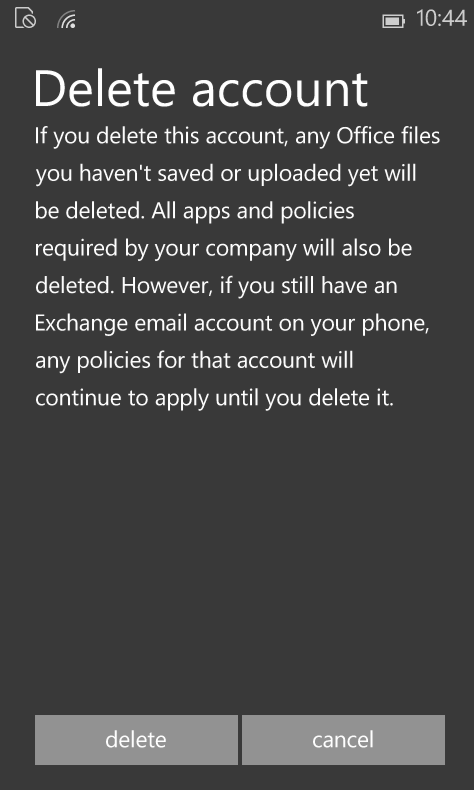 10:44
Delete account
If you delete this account, any Office files
you haven't saved or uploaded yet will
be deleted. All apps and policies
required by your company will also be
deleted. However, if you still have an
Exchange email account on your phone,
any policies for that account will
continue to apply until you delete it.
delete
cancel